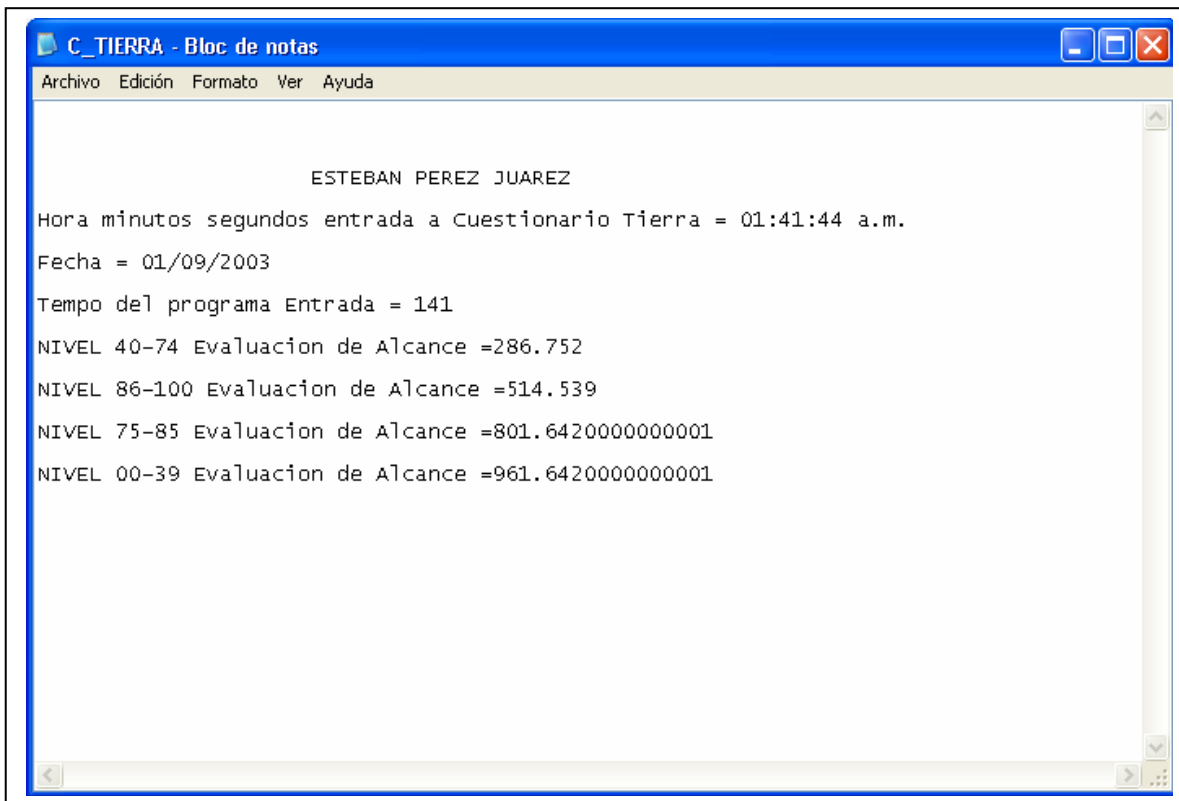 C_TIERRA - Bloc de notas
Archivo Edición Formato Ver Ayuda
ESTEBAN PEREZ JUAREZ
Hora minutos segundos entrada a Cuestionario Tierra = 01:41:44 a.m.
Fecha = 01/09/2003
Tempo del programa Entrada = 141
NIVEL 40-74 Evaluacion de Alcance =286.752
NIVEL 86-100 Evaluacion de Alcance =514.539
NIVEL 75-85 Evaluacion de Alcance =801.6420000000001
NIVEL 00-39 Evaluacion de Alcance =961.6420000000001